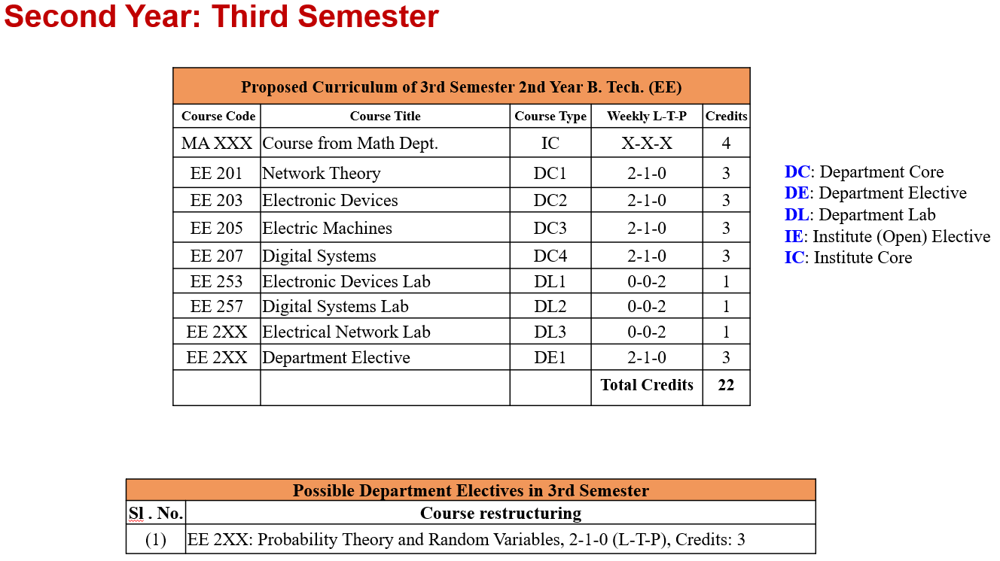 Second Year: Third Semester
Proposed Curriculum of 3rd Semester 2nd Year B. Tech. (EE)
Course Code Course Title Course Type Weekly L-T-P Credits
MA XXX Course from Math Dept. IC X-X-X 4
EE 201 Network Theory DC1 2-1-0 3
EE 203 Electronic Devices DC2 2-1-0 3
EE 205 Electric Machines DC3 2-1-0 3
EE 207 Digital Systems DC4 2-1-0 3
EE 253 Electronic Devices Lab DL1 0-0-2 1
EE 257 Digital Systems Lab DL2 0-0-2 1
EE 2XX Electrical Network Lab DL3 0-0-2 1
EE 2XX Department Elective DE1 2-1-0 3
Total Credits 22
DC: Department Core
DE: Department Elective
DL: Department Lab
IE: Institute (Open) Elective
IC: Institute Core
Possible Department Electives in 3rd Semester
Sl . No. Course restructuring
(1) EE 2XX: Probability Theory and Random Variables, 2-1-0 (L-T-P), Credits: 3